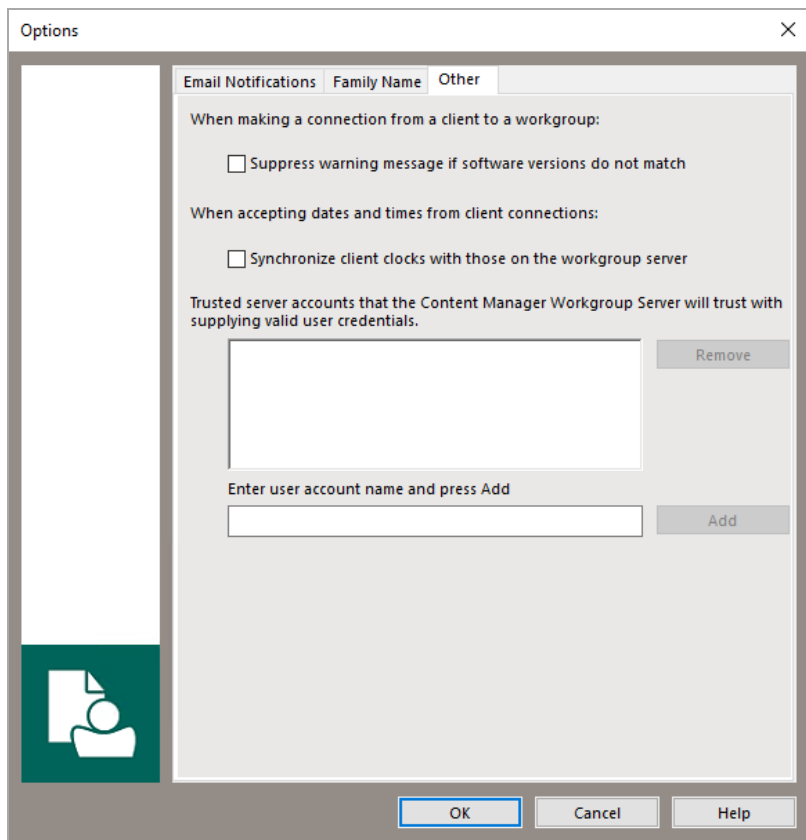 Options
Email Notifications Family Name Other
When making a connection from a client to a workgroup:
Suppress warning message if software versions do not match
When accepting dates and times from client connections:
Synchronize client clocks with those on the workgroup server
Trusted server accounts that the Content Manager Workgroup Server will trust with
supplying valid user credentials.
Remove
Enter user account name and press Add
Add
OK Cancel Help